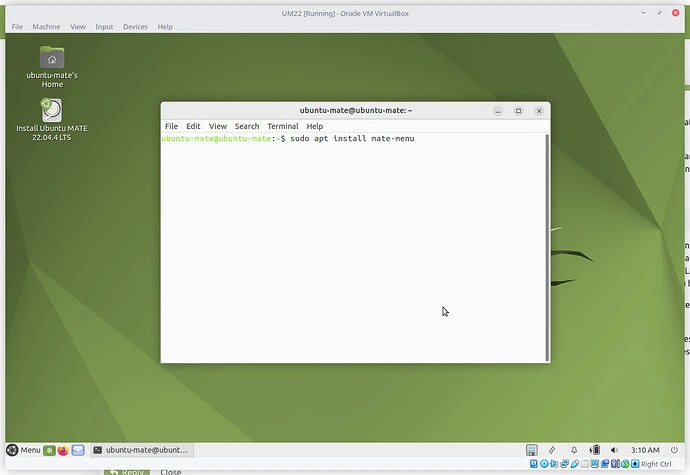 UM22 [Running] - Oracle VM VirtualBox
File Machine View Input Devices Help
ubuntu-mate's
Home
Install Ubuntu MATE
22.04.4 LTS
ubuntu-mate@ubuntu-mate: ~
File Edit View Search Terminal Help
ubuntu-mate@ubuntu-mate:~$ sudo apt install mate-menu
Menu
ubuntu-mate@ubunt...
3:10 AM
Right Ctrl
Reply Close